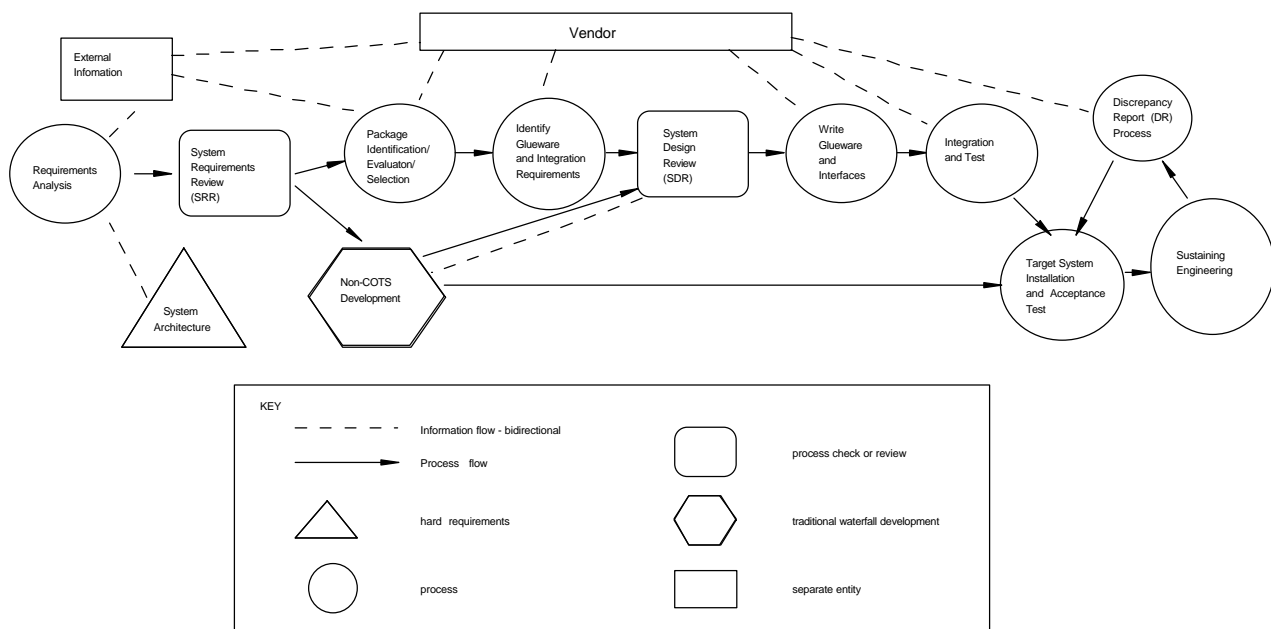 Vendor
External
Infomation
Requirements
Analysis
System
Requirements
Review
(SRR)
Package
Identification/
Evaluaton/
Selection
Identify
Glueware
and Integration
Requirements
System
Design
Review
(SDR)
Write
Glueware
and
Interfaces
Integration
and Test
Discrepancy
Report (DR)
Process
System
Architecture
Non-COTS
Development
Target System
Installation
and Acceptance
Test
Sustaining
Engineering
KEY
Information flow - bidirectional
Process flow
hard requirements
process
process check or review
traditional waterfall development
separate entity